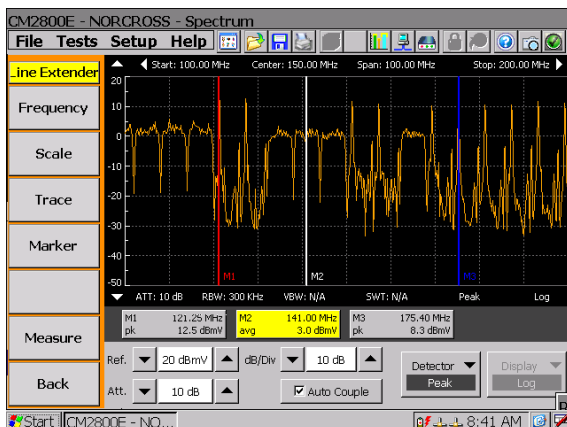 CM2800E - NORCROSS - Spectrum
File Tests Setup Help
Line Extender
Frequency
Scale
Trace
Marker
Measure
Back
Start: 100.00 MHz Center: 150.00 MHz Span: 100.00 MHz Stop: 200.00 MHz
20
10
0
-10
-20
-30
-40
-50
M1 M2 M3
ATT: 10 dB RBW: 300 KHz VBW: N/A SWT: N/A Peak Log
M1 121.25 MHz M2 141.00 MHz M3 175.40 MHz
pk 12.5 dBmV avg 3.0 dBmV pk 8.3 dBmV
Ref. 20 dBmV dB/Div 10 dB Detector Display
Att. 10 dB Auto Couple Peak Log
Start CM2800E - NO... 8:41 AM